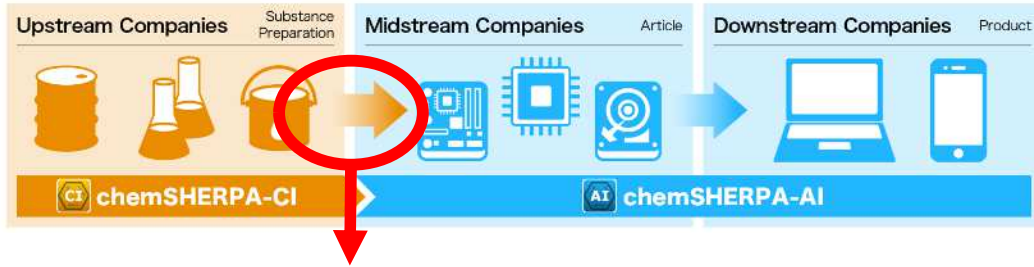 Upstream Companies
Substance
Preparation
Midstream Companies
Article
Downstream Companies
Product
CI chemSHERPA-CI
AI chemSHERPA-AI